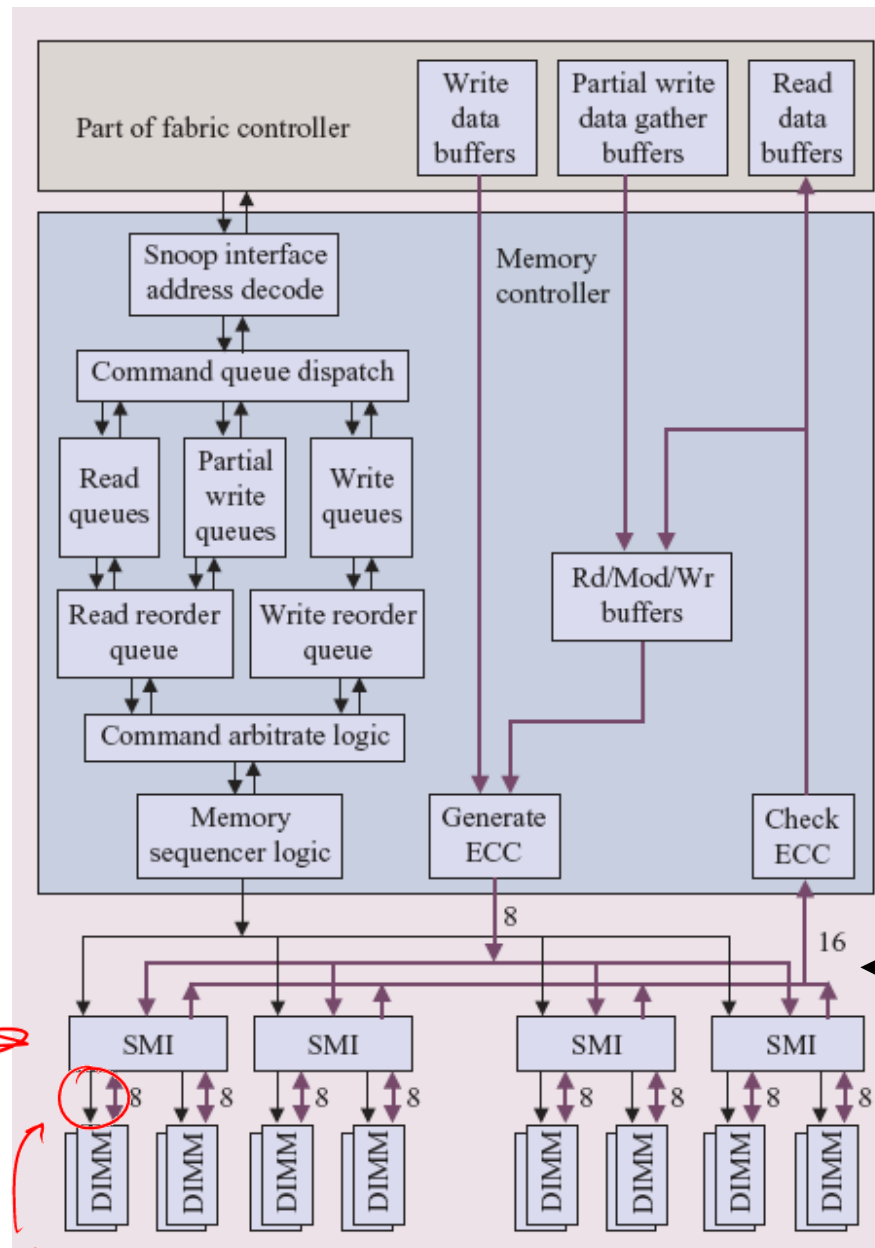 Part of fabric controller
Write
data
buffers
Partial write
data gather
buffers
Read
data
buffers
Snoop interface
address decode
Memory
controller
Command queue dispatch
Read
queues
Partial
write
queues
Write
queues
Rd/Mod/Wr
buffers
Read reorder
queue
Write reorder
queue
Command arbitrate logic
Memory
sequencer logic
Generate
ECC
Check
ECC
8
16
SMI
SMI
SMI
SMI
8
8
8
8
8
8
8
8
DIMM
DIMM
DIMM
DIMM
DIMM
DIMM
DIMM
DIMM